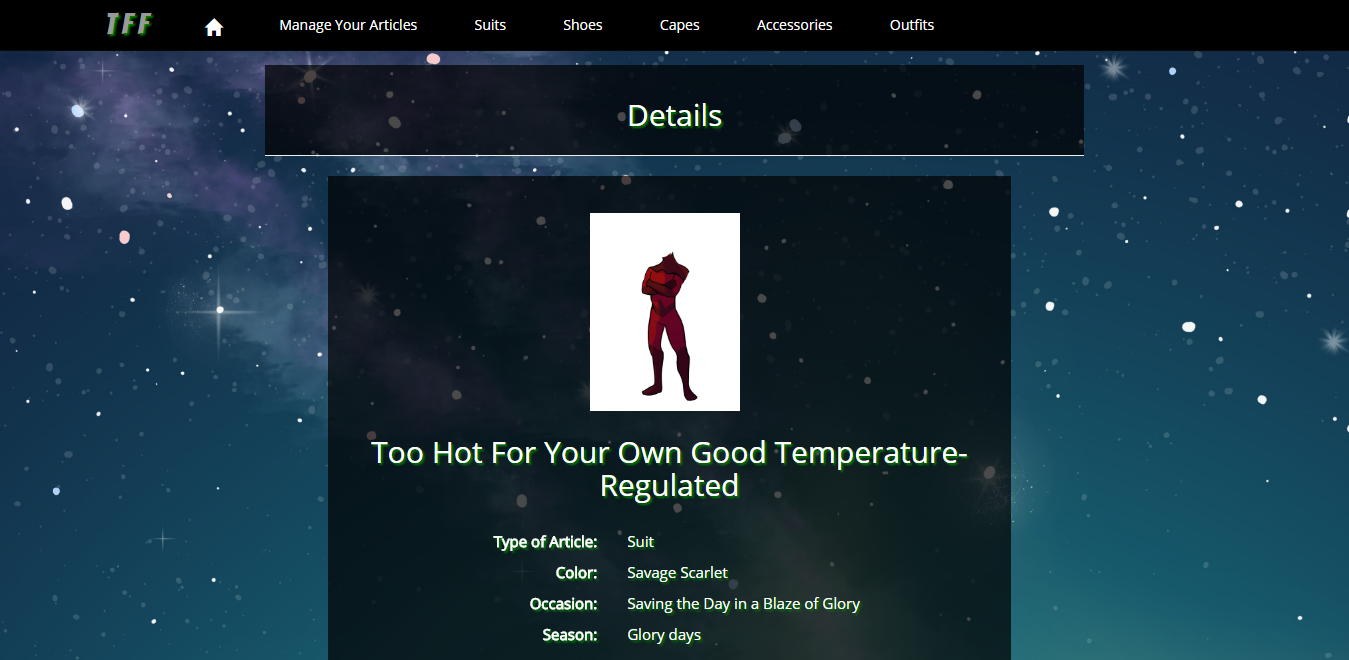 TFF Manage Your Articles Suits Shoes Capes Accessories Outfits
Details
Too Hot For Your Own Good Temperature-
Regulated
Type of Article: Suit
Color: Savage Scarlet
Occasion: Saving the Day in a Blaze of Glory
Season: Glory days